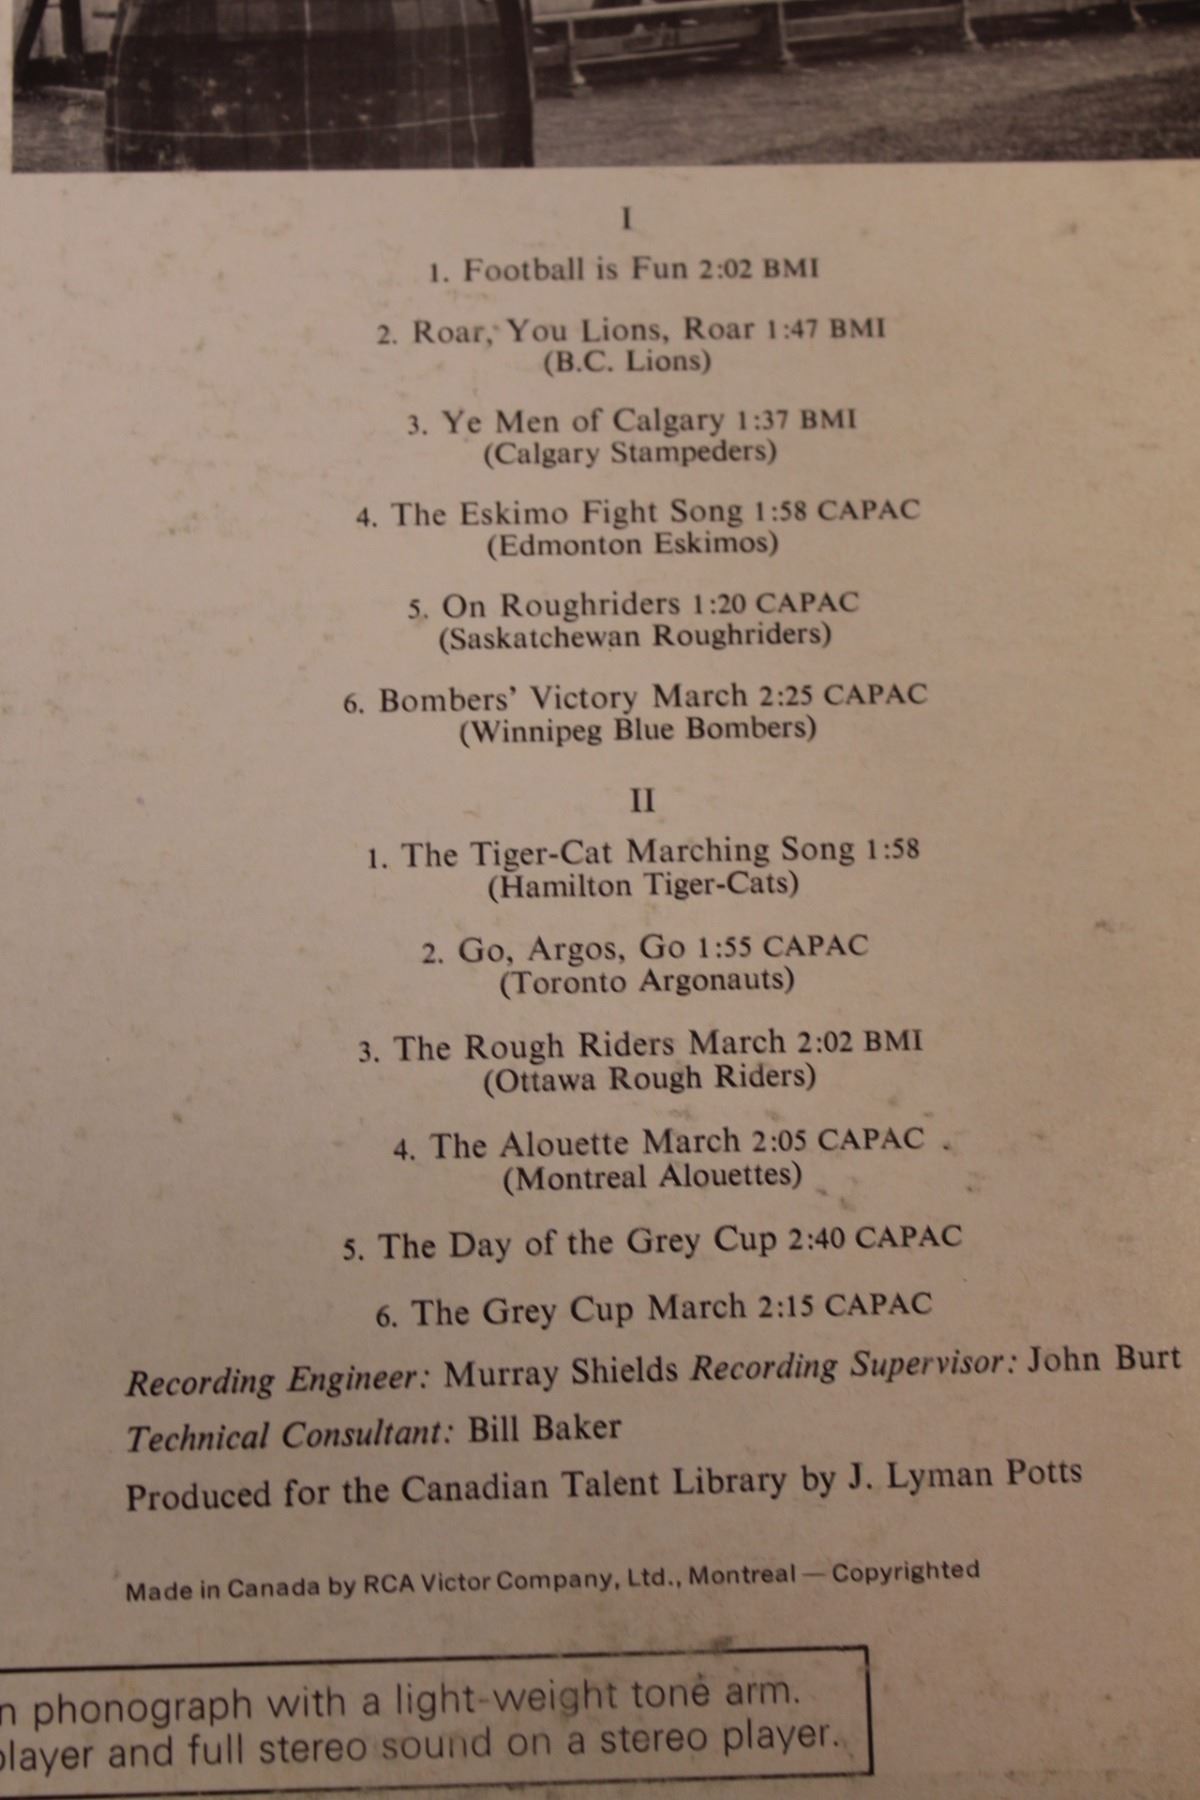 I
1. Football is Fun 2:02 BMI
2. Roar, You Lions, Roar 1:47 BMI
(B.C. Lions)
3. Ye Men of Calgary 1:37 BMI
(Calgary Stampeders)
4. The Eskimo Fight Song 1:58 CAPAC
(Edmonton Eskimos)
5. On Roughriders 1:20 CAPAC
(Saskatchewan Roughriders)
6. Bombers' Victory March 2:25 CAPAC
(Winnipeg Blue Bombers)
II
1. The Tiger-Cat Marching Song 1:58
(Hamilton Tiger-Cats)
2. Go, Argos, Go 1:55 CAPAC
(Toronto Argonauts)
3. The Rough Riders March 2:02 BMI
(Ottawa Rough Riders)
4. The Alouette March 2:05 CAPAC
(Montreal Alouettes)
5. The Day of the Grey Cup 2:40 CAPAC
6. The Grey Cup March 2:15 CAPAC
Recording Engineer: Murray Shields Recording Supervisor: John Burt
Technical Consultant: Bill Baker
Produced for the Canadian Talent Library by J. Lyman Potts
Made in Canada by RCA Victor Company, Ltd., Montreal — Copyrighted
n phonograph with a light-weight tone arm.
player and full stereo sound on a stereo player.